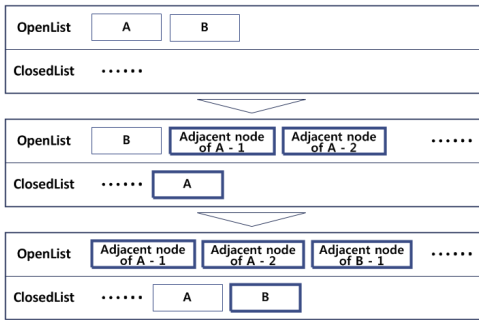 OpenList A B
ClosedList ······
OpenList B Adjacent node of A - 1 Adjacent node of A - 2 ······
ClosedList ······ A
OpenList Adjacent node of A - 1 Adjacent node of A - 2 Adjacent node of B - 1 ······
ClosedList ······ A B